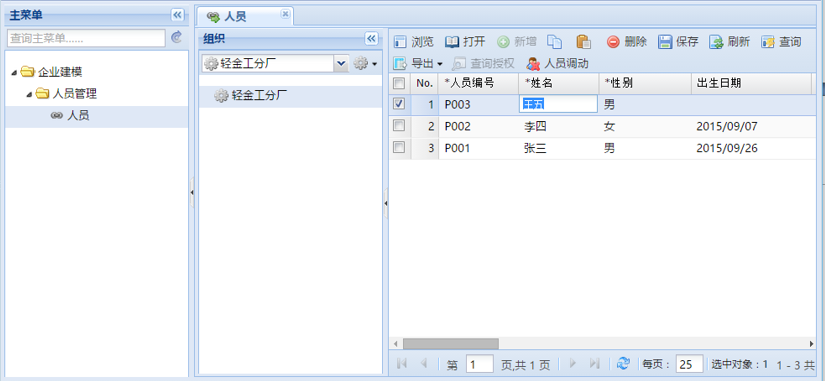 主菜单
查询主菜单......
企业建模
人员管理
人员
人员
组织
轻金工分厂
轻金工分厂
浏览 打开 新增 删除 保存 刷新 查询
导出 查询授权 人员调动
No. *人员编号 *姓名 *性别 出生日期
1 P003 王五 男
2 P002 李四 女 2015/09/07
3 P001 张三 男 2015/09/26
第 1 页,共 1 页 每页： 25 选中对象：1 1 - 3 共